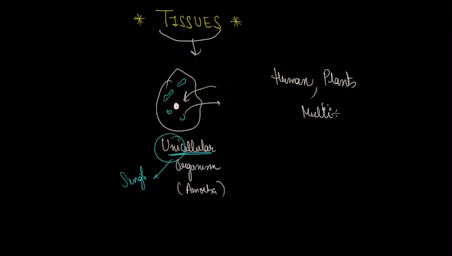 * TISSUES *
Human, Plants
Multi
Unicellular
Organism
(Amoeba)
Single